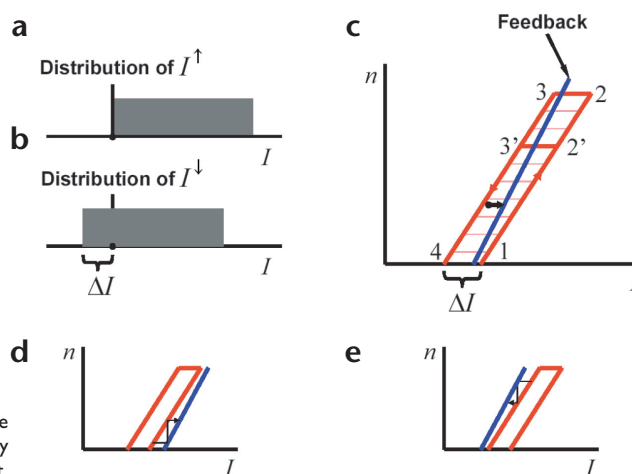 a
Distribution of I↑
I
b
Distribution of I↓
I
ΔI
c
Feedback
n
3
2
3’
2’
4
1
ΔI
d
n
I
e
n
I